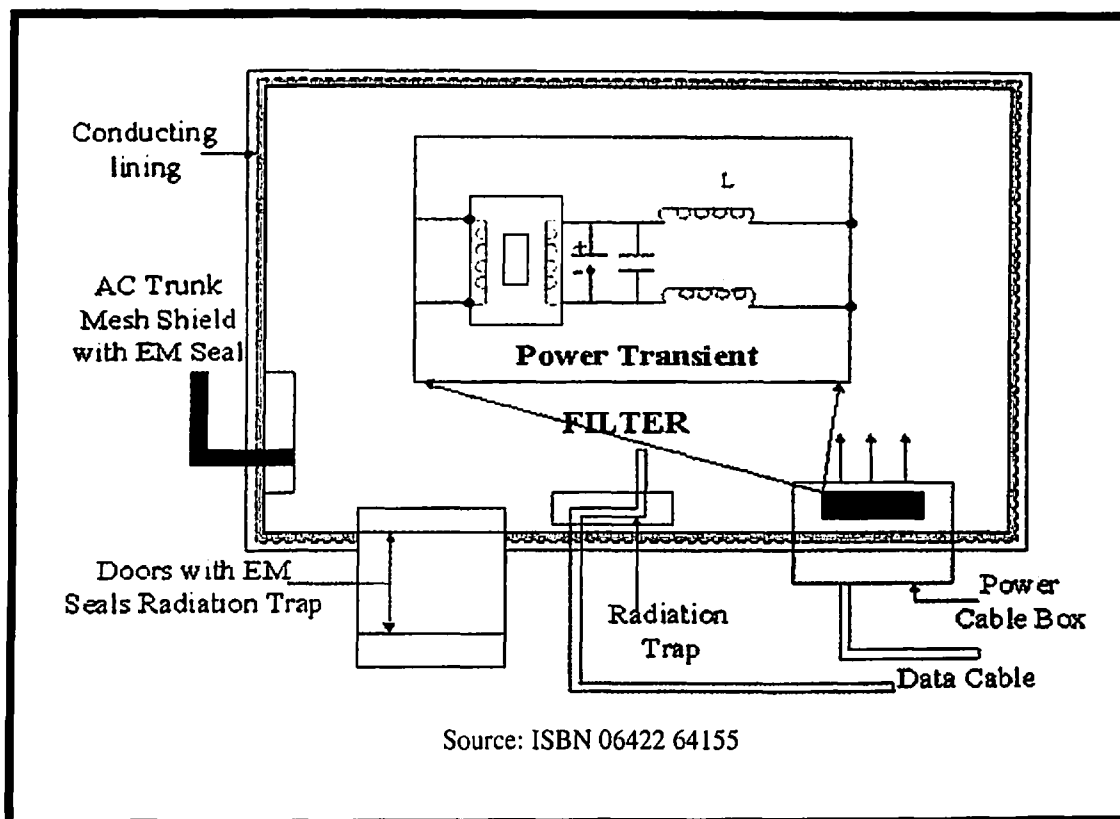 Conducting
lining
L
+
-
AC Trunk
Mesh Shield
with EM Seal
Power Transient
FILTER
Doors with EM
Seals Radiation Trap
Radiation
Trap
Power
Cable Box
Data Cable
Source: ISBN 06422 64155